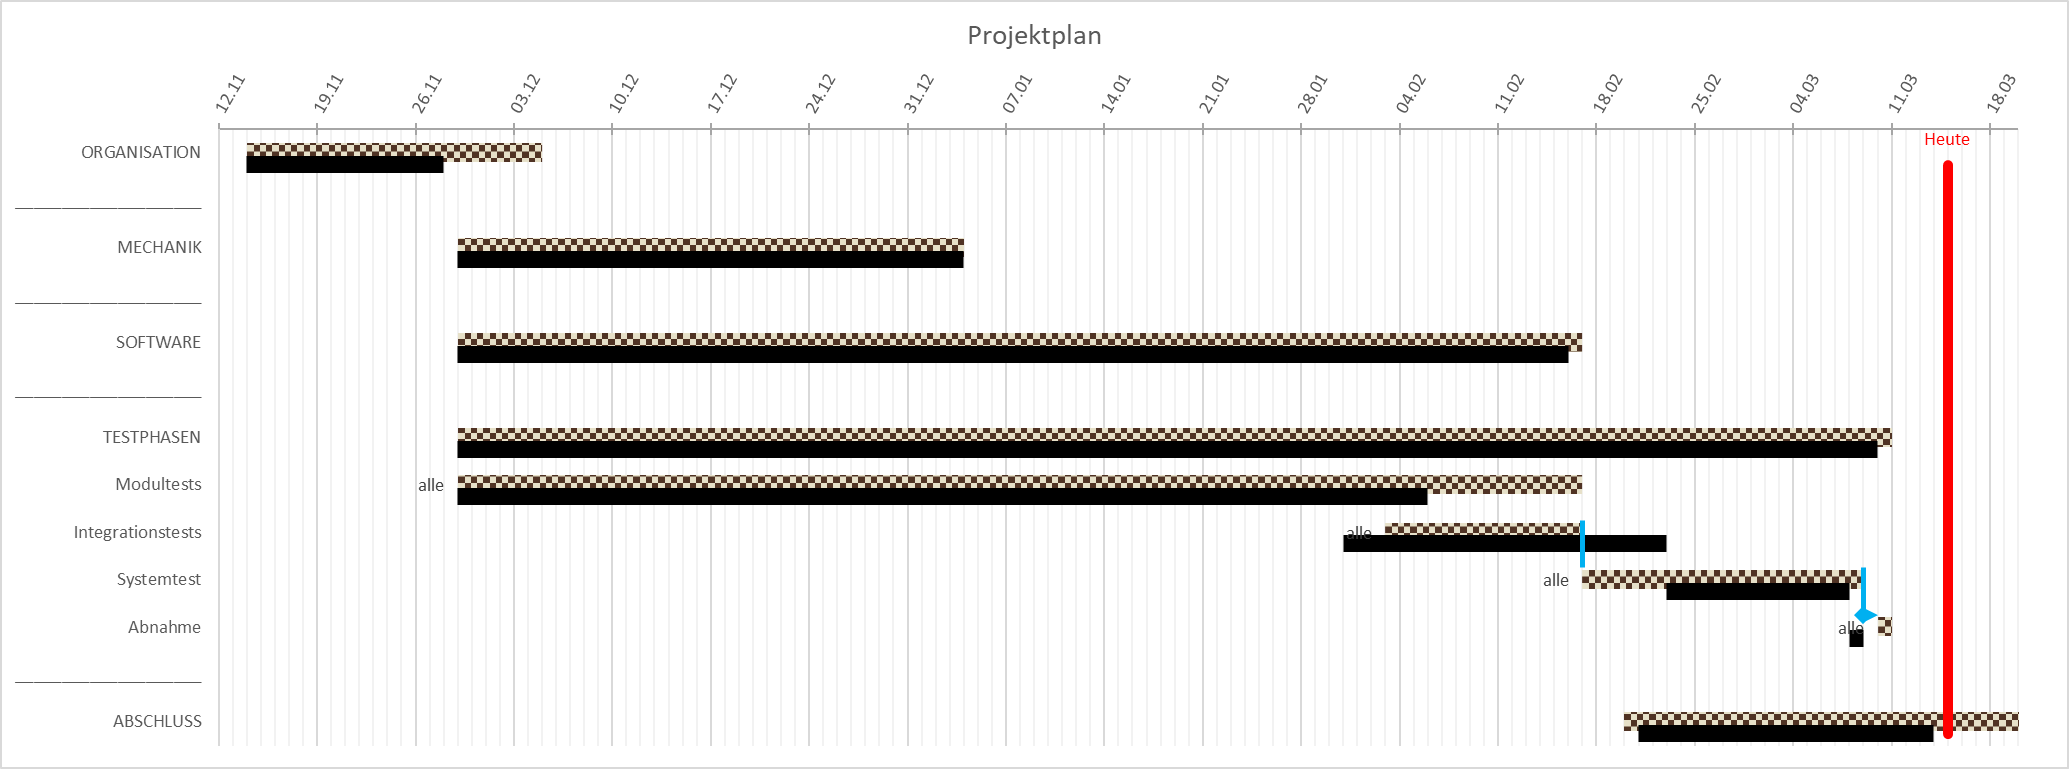 Projektplan
12.11 19.11 26.11 03.12 10.12 17.12 24.12 31.12 07.01 14.01 21.01 28.01 04.02 11.02 18.02 25.02 04.03 11.03 18.03
Heute
ORGANISATION
MECHANIK
SOFTWARE
TESTPHASEN
Modultests alle
Integrationstests alle
Systemtest alle
Abnahme alle
ABSCHLUSS